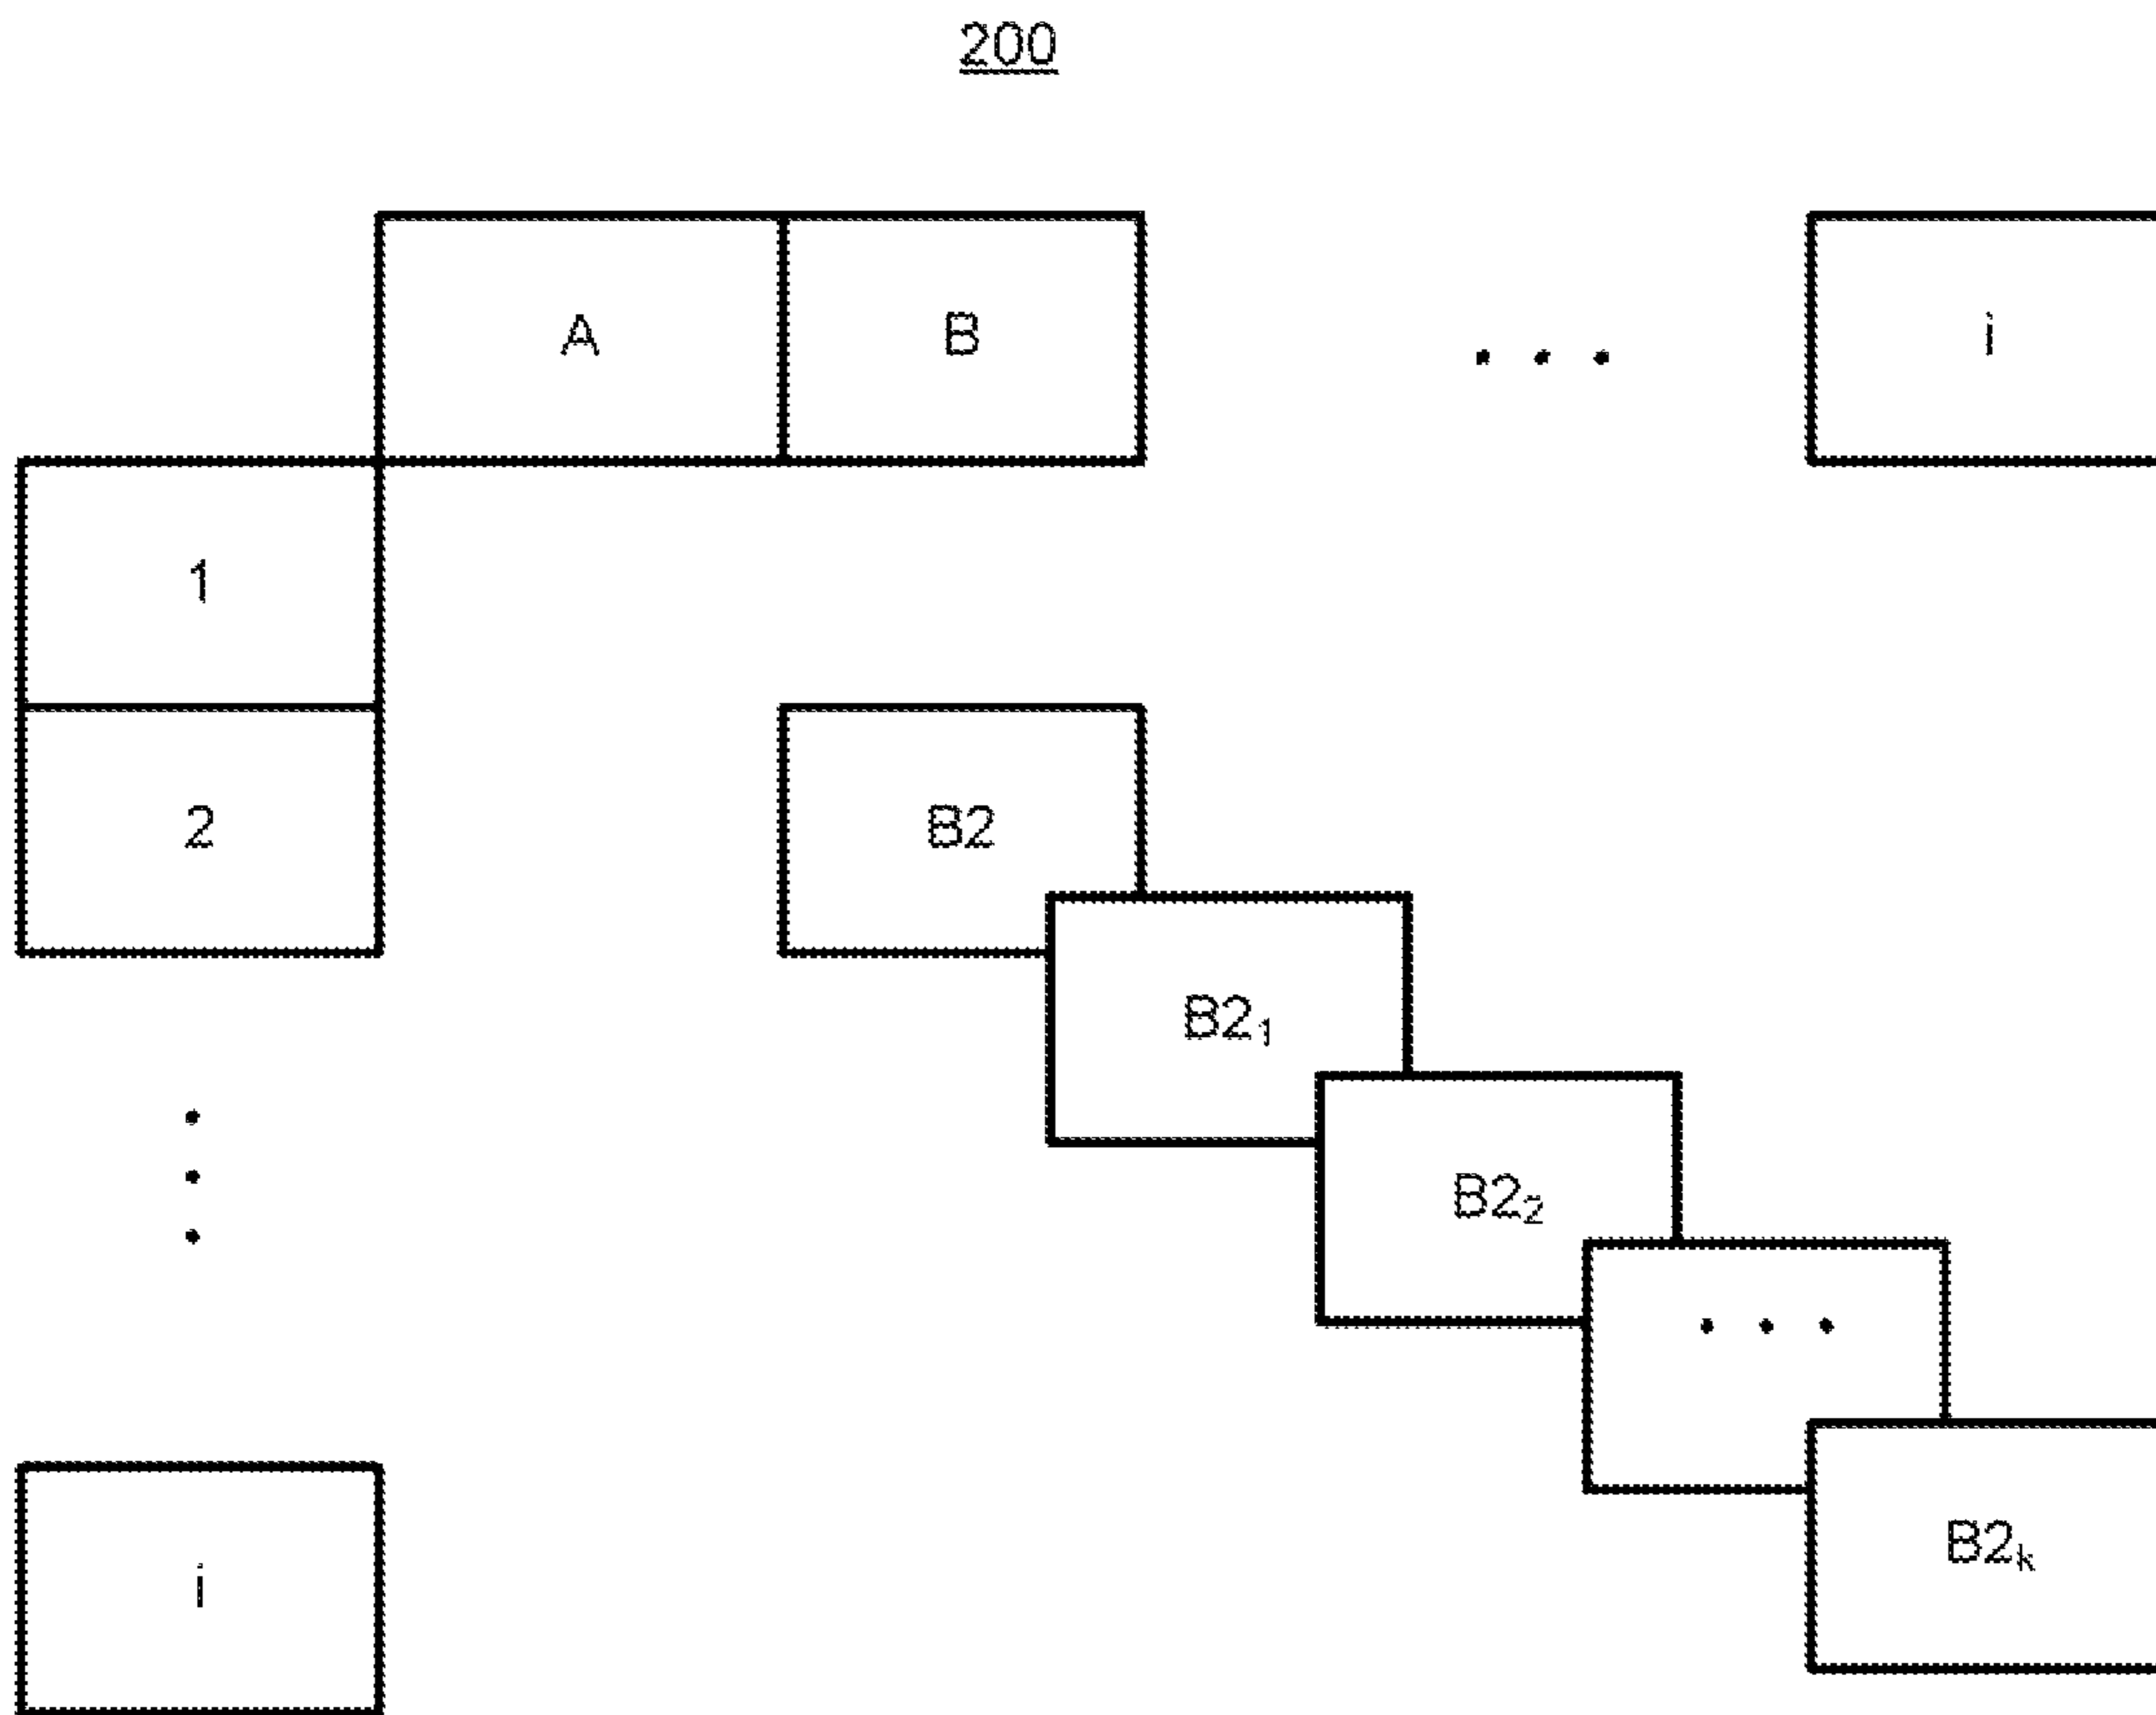 200
A B . . . i
1
2 B2
B2₁
. . .
B2₂
. . .
B2ₖ
i